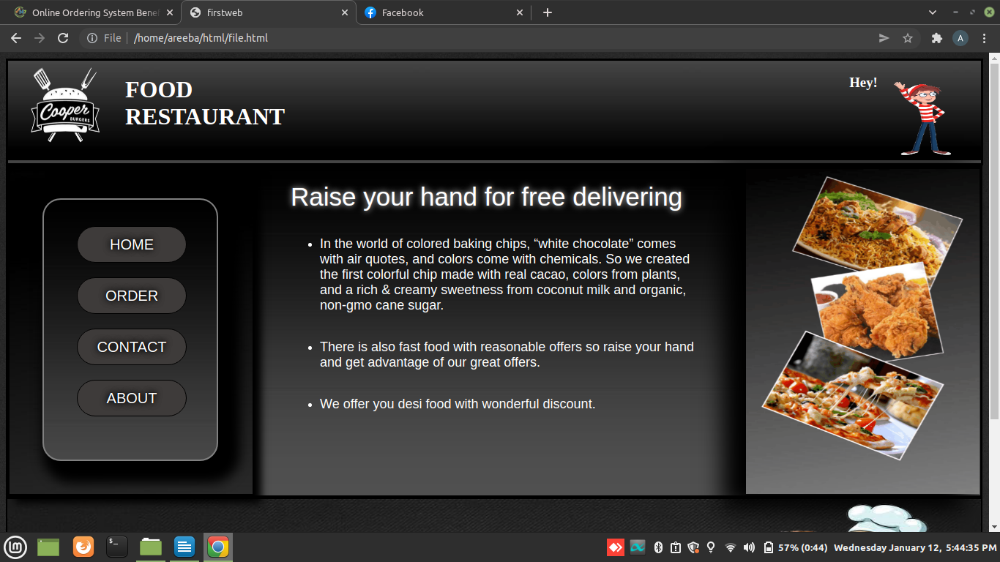 Online Ordering System Bene
firstweb
Facebook
File
/home/areeba/html/file.html
A
Cooper
BURGERS
FOOD
RESTAURANT
Hey!
HOME
ORDER
CONTACT
ABOUT
Raise your hand for free delivering
• In the world of colored baking chips, “white chocolate” comes
with air quotes, and colors come with chemicals. So we created
the first colorful chip made with real cacao, colors from plants,
and a rich & creamy sweetness from coconut milk and organic,
non-gmo cane sugar.
• There is also fast food with reasonable offers so raise your hand
and get advantage of our great offers.
• We offer you desi food with wonderful discount.
$_
57% (0:44) Wednesday January 12, 5:44:35 PM